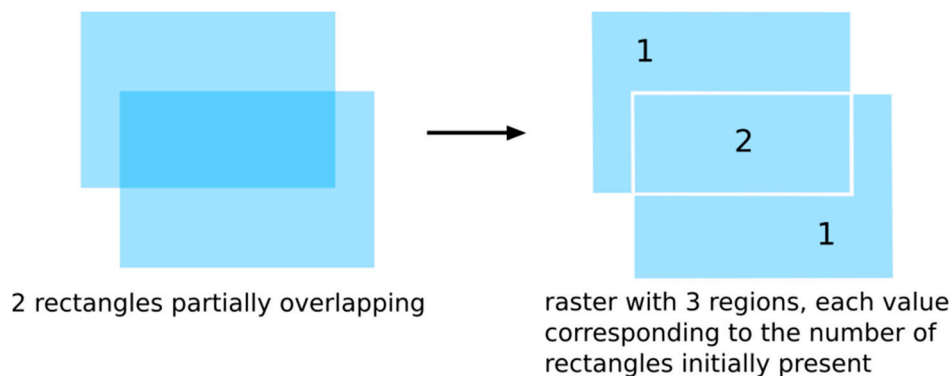 1
2
1
2 rectangles partially overlapping
raster with 3 regions, each value
corresponding to the number of
rectangles initially present